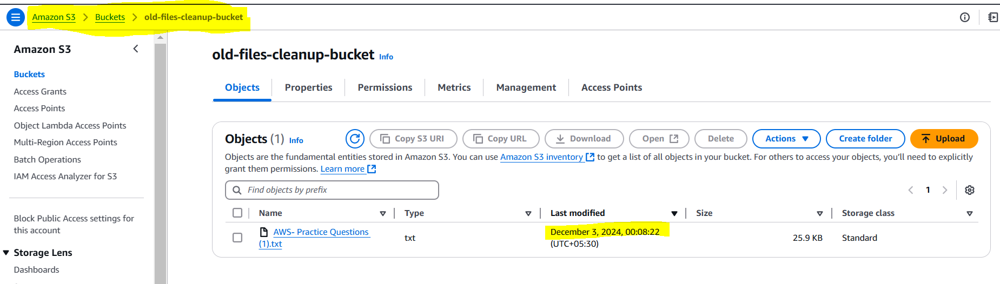 Amazon S3 > Buckets > old-files-cleanup-bucket
Amazon S3
Buckets
Access Grants
Access Points
Object Lambda Access Points
Multi-Region Access Points
Batch Operations
IAM Access Analyzer for S3
Block Public Access settings for
this account
Storage Lens
Dashboards
old-files-cleanup-bucket Info
Objects Properties Permissions Metrics Management Access Points
Objects (1) Info Copy S3 URI Copy URL Download Open Delete Actions Create folder Upload
Objects are the fundamental entities stored in Amazon S3. You can use Amazon S3 inventory to get a list of all objects in your bucket. For others to access your objects, you’ll need to explicitly
grant them permissions. Learn more
Find objects by prefix
1
Name Type Last modified Size Storage class
AWS- Practice Questions
(1).txt
txt
December 3, 2024, 00:08:22
(UTC+05:30)
25.9 KB
Standard